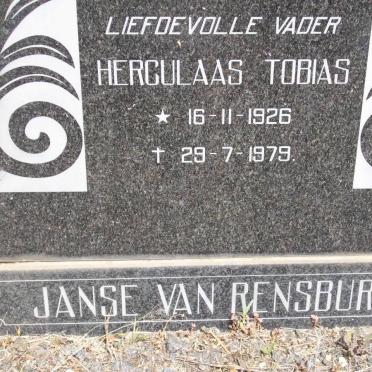 LIEFDEVOLLE VADER
HERCULAAS TOBIAS
★ 16-11-1926
† 29-7-1979.
JANSE VAN RENSBUR